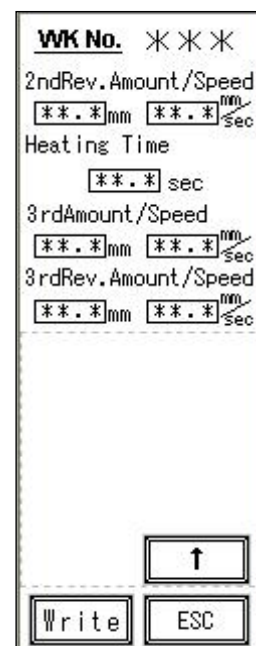 WK No. ***
2ndRev.Amount/Speed
**.*mm **.*mm/sec
Heating Time
**.* sec
3rdAmount/Speed
**.*mm **.*mm/sec
3rdRev.Amount/Speed
**.*mm **.*mm/sec
↑
Write ESC